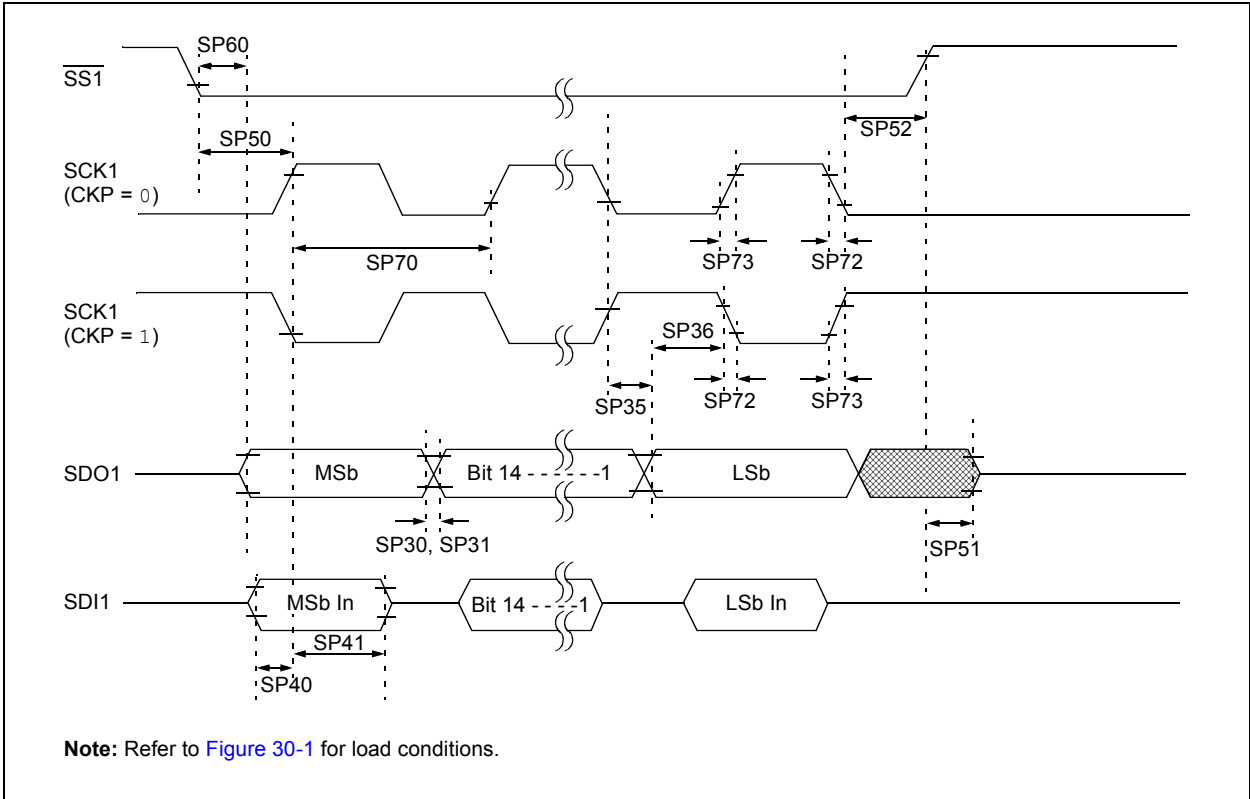 SP60
SS1
SP50
SP52
SCK1
(CKP = 0)
SP70
SP73
SP72
SCK1
(CKP = 1)
SP36
SP35
SP72
SP73
SDO1
MSb
Bit 14 - - - - - -1
LSb
SP30, SP31
SP51
SDI1
MSb In
Bit 14 - - - -1
LSb In
SP41
SP40
Note: Refer to Figure 30-1 for load conditions.